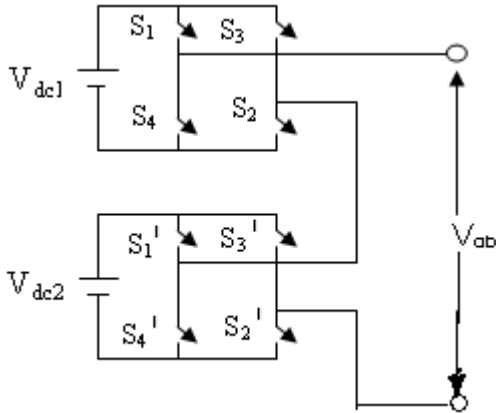 S1 S3
Vdc1
S4 S2
Vab
S1' S3'
Vdc2
S4' S2'